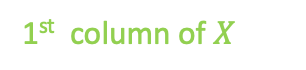 1st column of X